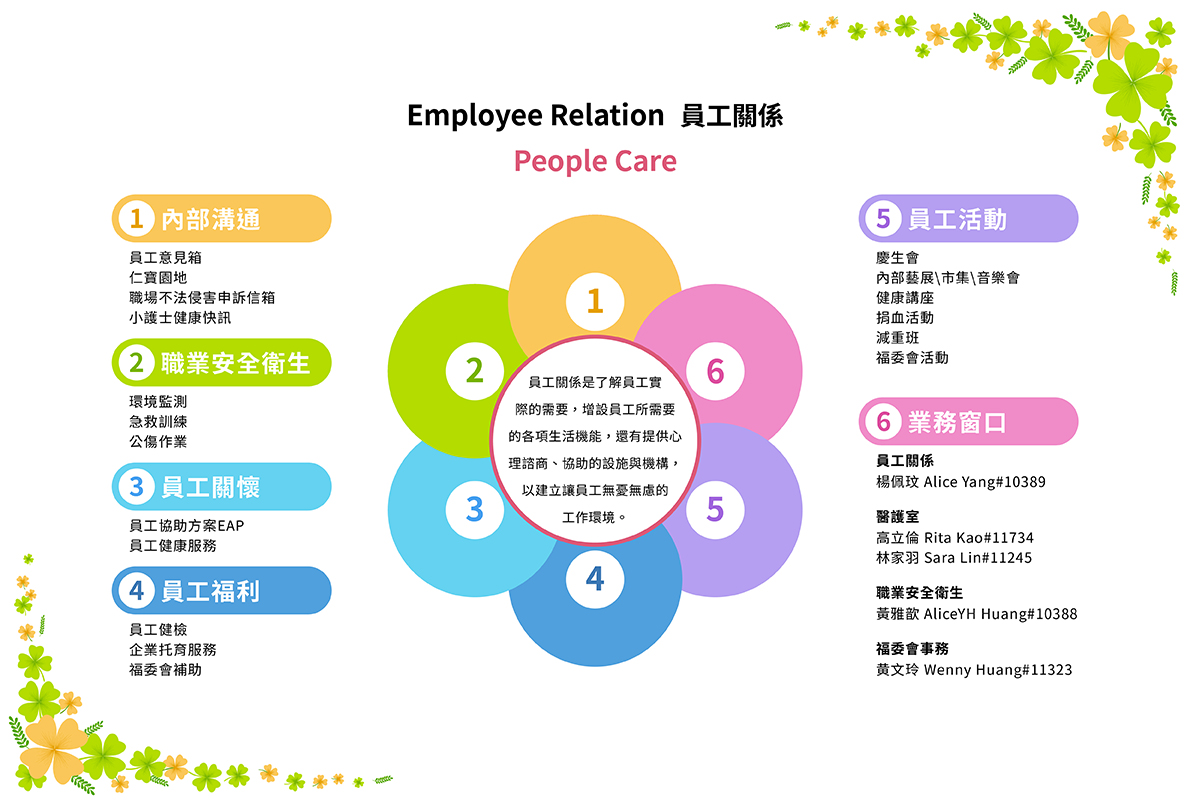 Employee Relation 員工關係
People Care
1 內部溝通
員工意見箱
仁寶園地
職場不法侵害申訴信箱
小護士健康快訊
2 職業安全衛生
環境監測
急救訓練
公傷作業
3 員工關懷
員工協助方案EAP
員工健康服務
4 員工福利
員工健檢
企業托育服務
福委會補助
1
2
3
4
5
6
員工關係是了解員工實
際的需要，增設員工所需要
的各項生活機能，還有提供心
理諮商、協助的設施與機構，
以建立讓員工無憂無慮的
工作環境。
5 員工活動
慶生會
內部藝展\市集\音樂會
健康講座
捐血活動
減重班
福委會活動
6 業務窗口
員工關係
楊佩玟 Alice Yang#10389
醫護室
高立倫 Rita Kao#11734
林家羽 Sara Lin#11245
職業安全衛生
黃雅歆 AliceYH Huang#10388
福委會事務
黃文玲 Wenny Huang#11323